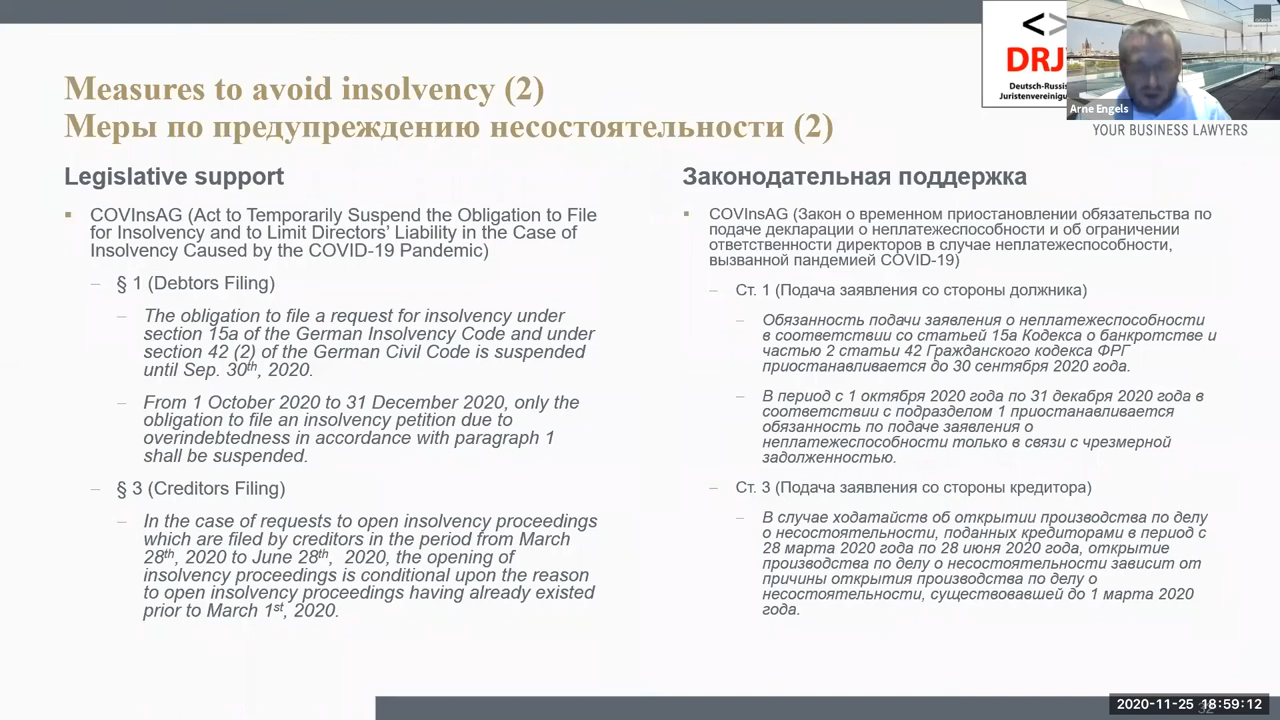 Measures to avoid insolvency (2)
Меры по предупреждению несостоятельности (2)
DRJ
Deutsch-Russis
Juristenvereinigu
Arne Engels
YOUR BUSINESS LAWYERS
Legislative support
COVInsAG (Act to Temporarily Suspend the Obligation to File
for Insolvency and to Limit Directors’ Liability in the Case of
Insolvency Caused by the COVID-19 Pandemic)
§ 1 (Debtors Filing)
The obligation to file a request for insolvency under
section 15a of the German Insolvency Code and under
section 42 (2) of the German Civil Code is suspended
until Sep. 30th, 2020.
From 1 October 2020 to 31 December 2020, only the
obligation to file an insolvency petition due to
overindebtedness in accordance with paragraph 1
shall be suspended.
§ 3 (Creditors Filing)
In the case of requests to open insolvency proceedings
which are filed by creditors in the period from March
28th, 2020 to June 28th, 2020, the opening of
insolvency proceedings is conditional upon the reason
to open insolvency proceedings having already existed
prior to March 1st, 2020.
Законодательная поддержка
COVInsAG (Закон о временном приостановлении обязательства по
подаче декларации о неплатежеспособности и об ограничении
ответственности директоров в случае неплатежеспособности,
вызванной пандемией COVID-19)
Ст. 1 (Подача заявления со стороны должника)
Обязанность подачи заявления о неплатежеспособности
в соответствии со статьей 15а Кодекса о банкротстве и
частью 2 статьи 42 Гражданского кодекса ФРГ
приостанавливается до 30 сентября 2020 года.
В период с 1 октября 2020 года по 31 декабря 2020 года в
соответствии с подразделом 1 приостанавливается
обязанность по подаче заявления о
неплатежеспособности только в связи с чрезмерной
задолженностью.
Ст. 3 (Подача заявления со стороны кредитора)
В случае ходатайств об открытии производства по делу
о несостоятельности, поданных кредиторами в период с
28 марта 2020 года по 28 июня 2020 года, открытие
производства по делу о несостоятельности зависит от
причины открытия производства по делу о
несостоятельности, существовавшей до 1 марта 2020
года.
2020-11-25 18:59:12